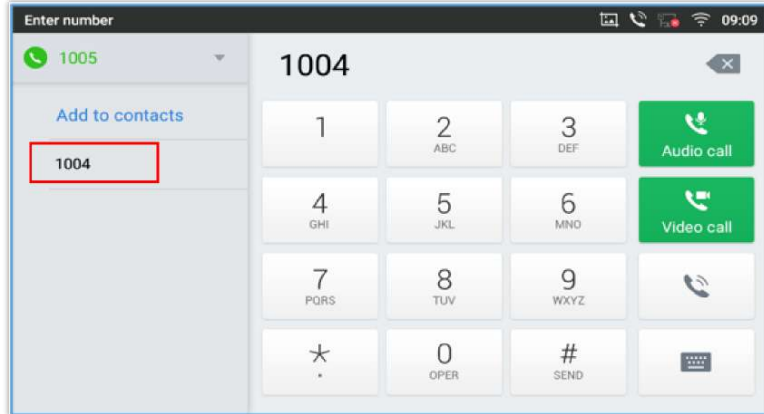 Enter number
09:09
1005
1004
Add to contacts
1004
1
2
ABC
3
DEF
Audio call
4
GHI
5
JKL
6
MNO
Video call
7
PQRS
8
TUV
9
WXYZ
*
.
0
OPER
#
SEND